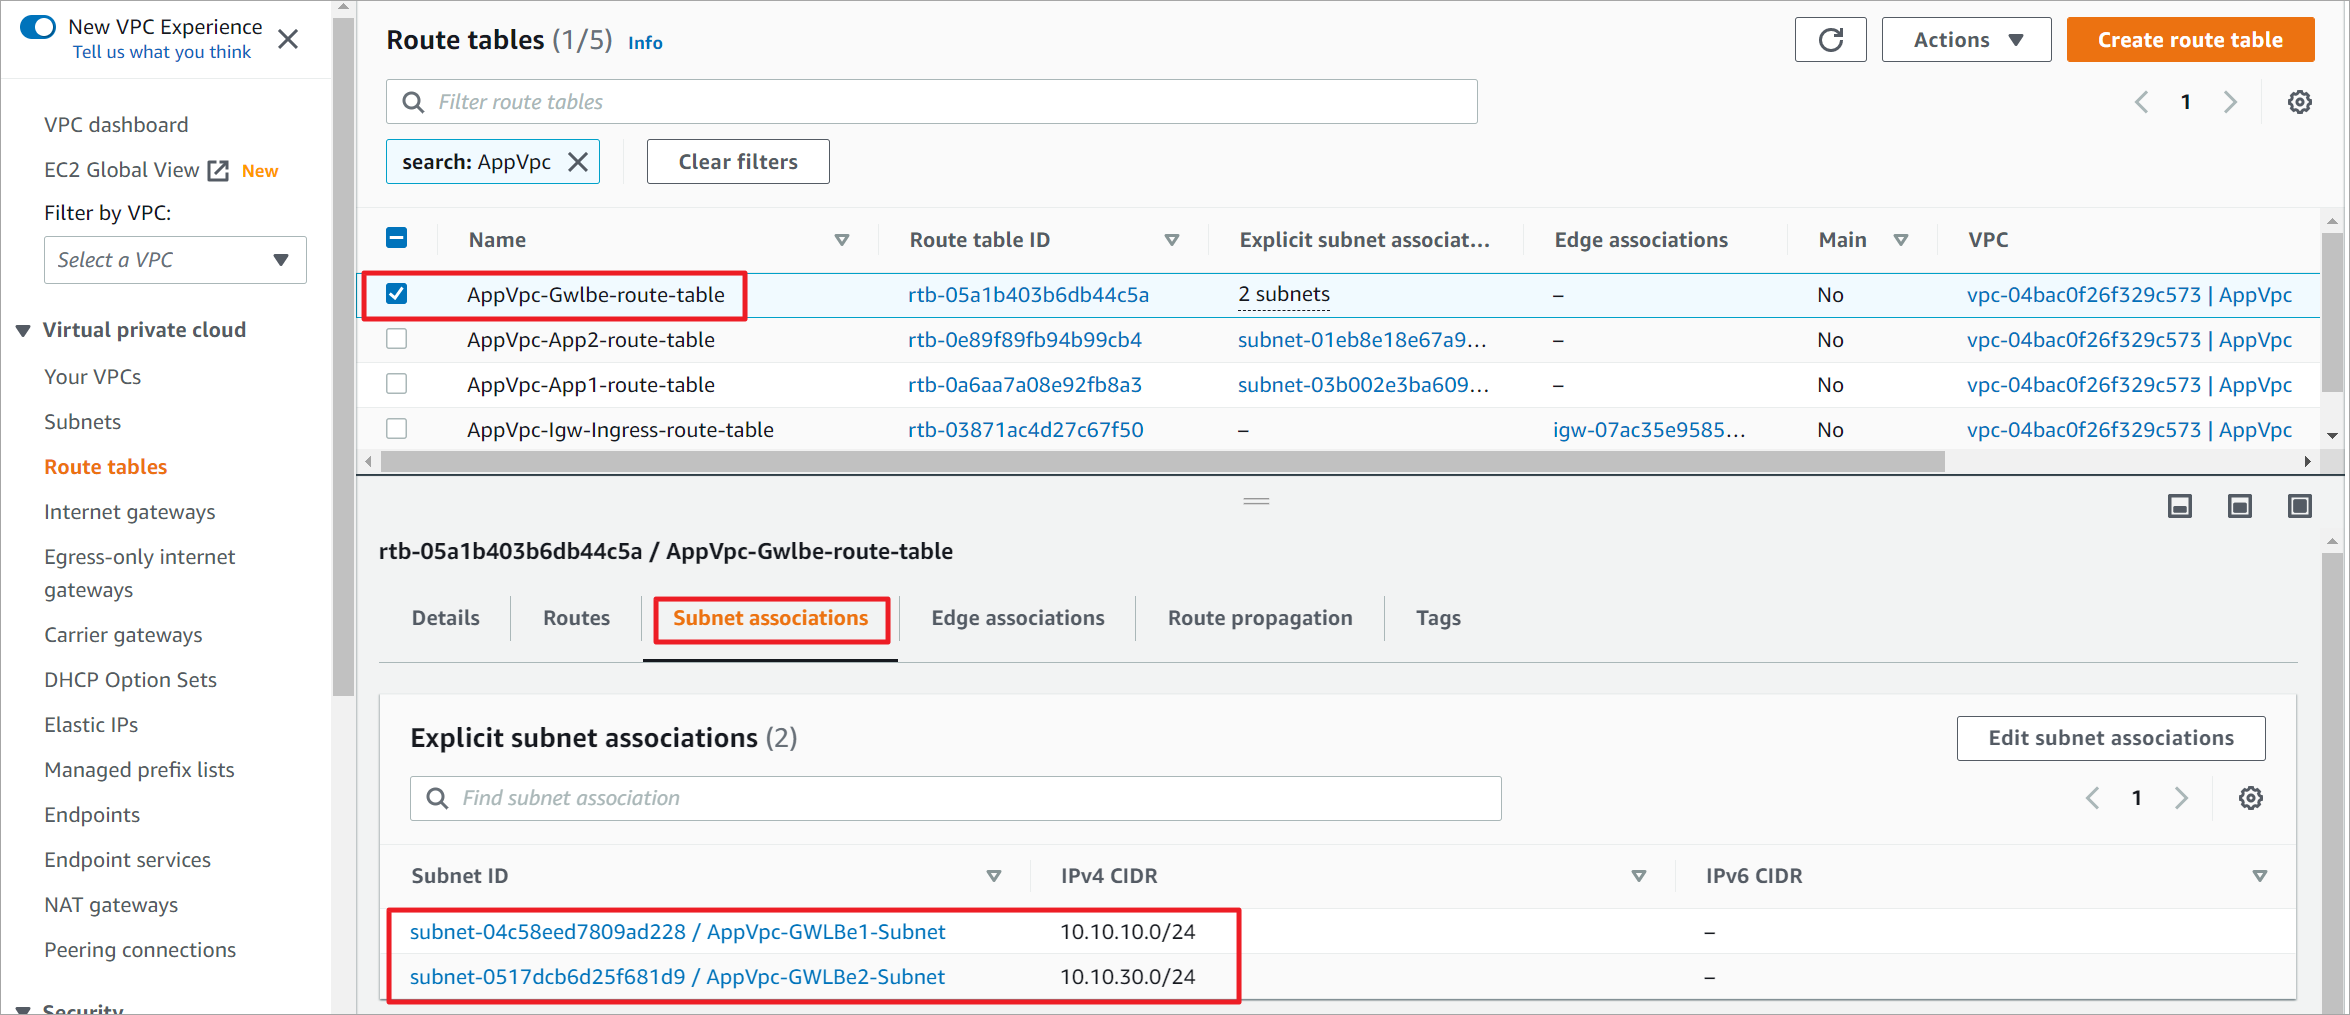 New VPC Experience
Tell us what you think
VPC dashboard
EC2 Global View New
Filter by VPC:
Select a VPC
Virtual private cloud
Your VPCs
Subnets
Route tables
Internet gateways
Egress-only internet
gateways
Carrier gateways
DHCP Option Sets
Elastic IPs
Managed prefix lists
Endpoints
Endpoint services
NAT gateways
Peering connections
Security
Route tables (1/5) Info
Actions
Create route table
Filter route tables
1
search: AppVpc
Clear filters
Name Route table ID Explicit subnet associat... Edge associations Main VPC
AppVpc-Gwlbe-route-table rtb-05a1b403b6db44c5a 2 subnets – No vpc-04bac0f26f329c573 | AppVpc
AppVpc-App2-route-table rtb-0e89f89fb94b99cb4 subnet-01eb8e18e67a9... – No vpc-04bac0f26f329c573 | AppVpc
AppVpc-App1-route-table rtb-0a6aa7a08e92fb8a3 subnet-03b002e3ba609... – No vpc-04bac0f26f329c573 | AppVpc
AppVpc-Igw-Ingress-route-table rtb-03871ac4d27c67f50 – igw-07ac35e9585... No vpc-04bac0f26f329c573 | AppVpc
rtb-05a1b403b6db44c5a / AppVpc-Gwlbe-route-table
Details Routes Subnet associations Edge associations Route propagation Tags
Explicit subnet associations (2)
Edit subnet associations
Find subnet association
1
Subnet ID IPv4 CIDR IPv6 CIDR
subnet-04c58eed7809ad228 / AppVpc-GWLBe1-Subnet 10.10.10.0/24 –
subnet-0517dcb6d25f681d9 / AppVpc-GWLBe2-Subnet 10.10.30.0/24 –